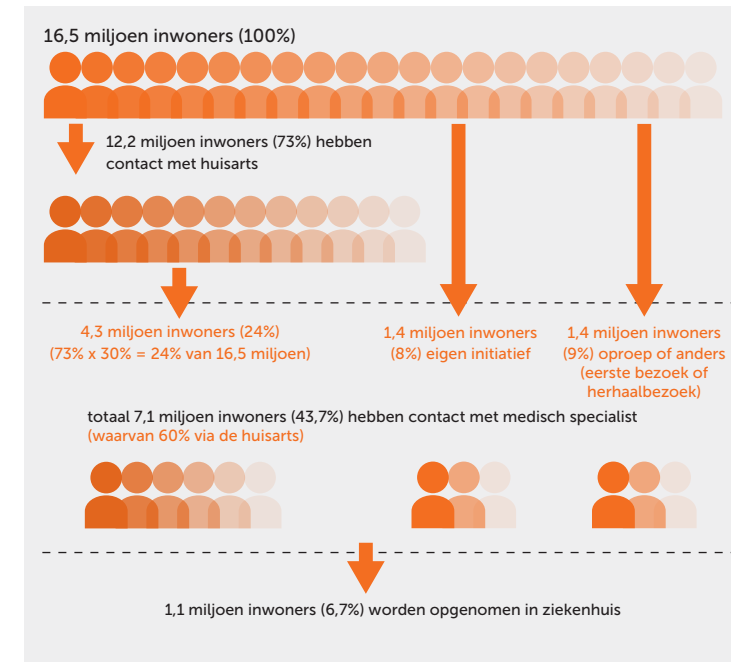 16,5 miljoen inwoners (100%)
12,2 miljoen inwoners (73%) hebben
contact met huisarts
4,3 miljoen inwoners (24%)
(73% x 30% = 24% van 16,5 miljoen)
1,4 miljoen inwoners
(8%) eigen initiatief
1,4 miljoen inwoners
(9%) oproep of anders
(eerste bezoek of
herhaalbezoek)
totaal 7,1 miljoen inwoners (43,7%) hebben contact met medisch specialist
(waarvan 60% via de huisarts)
1,1 miljoen inwoners (6,7%) worden opgenomen in ziekenhuis